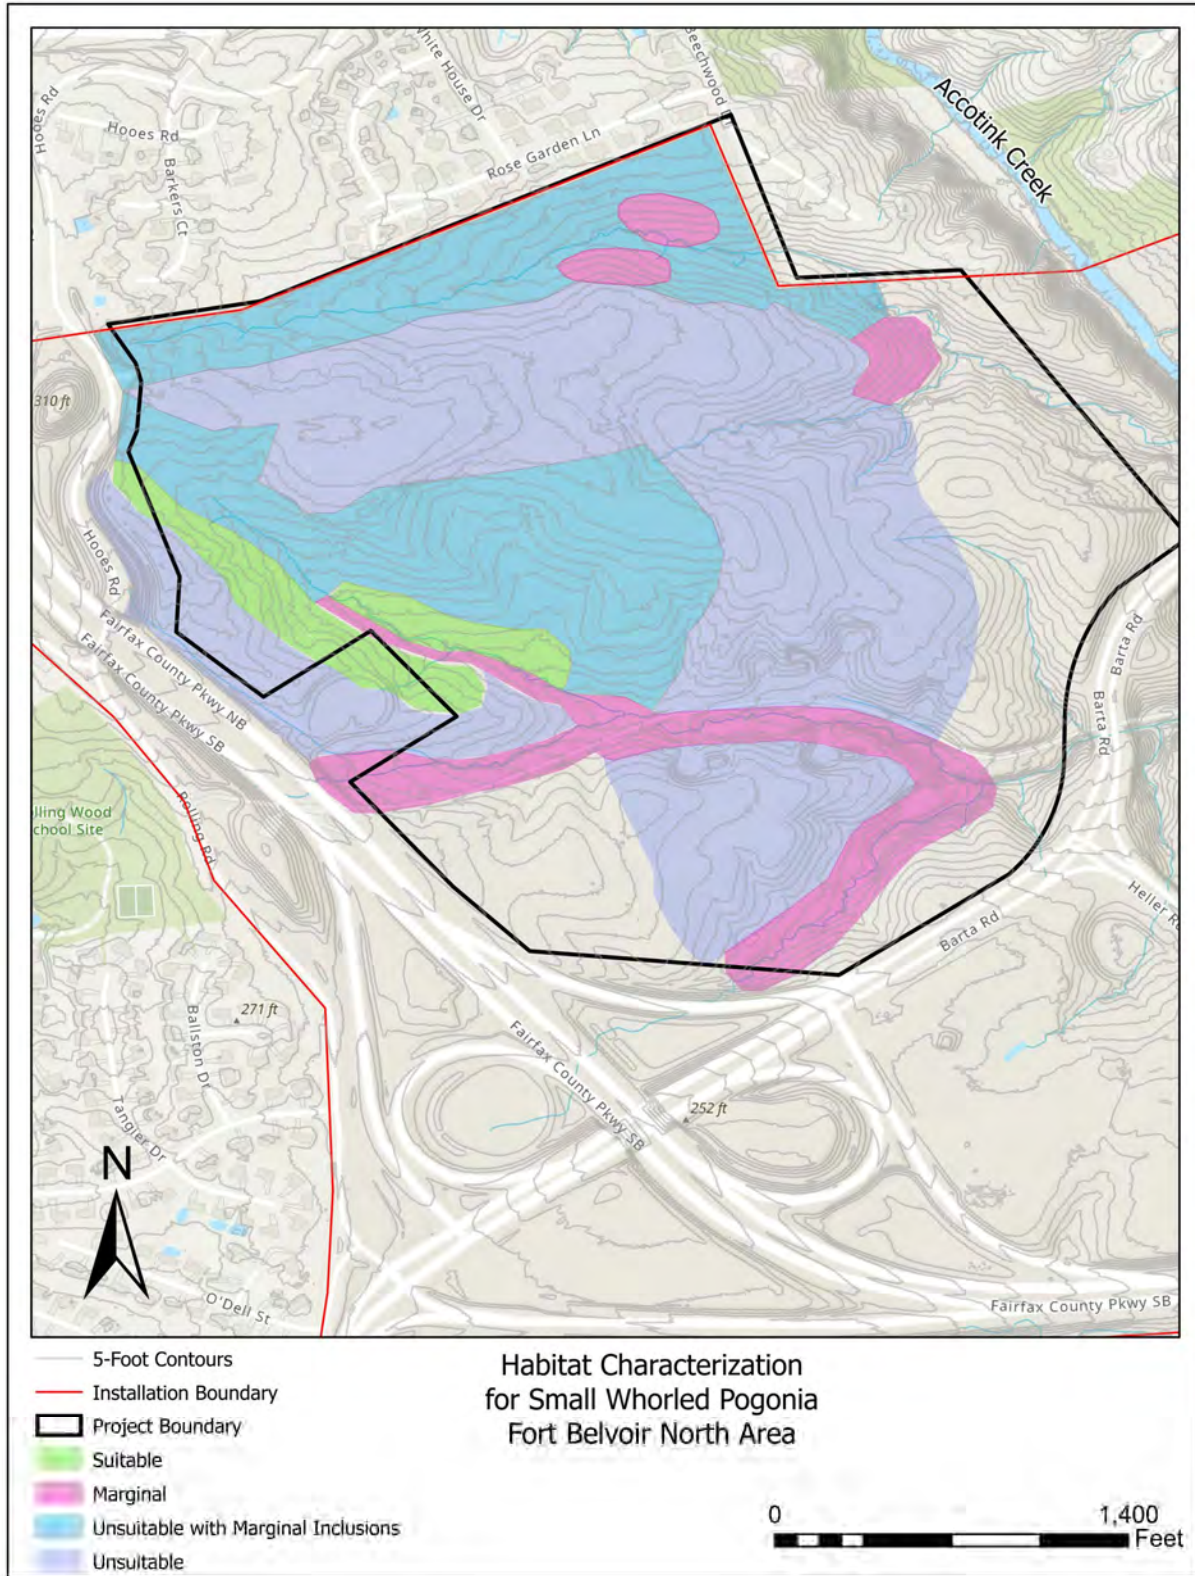 White House Dr
Beechwood
Accotink Creek
Hooes Rd
Hooes Rd
Barkers Ct
Rose Garden Ln
310 ft
Hooes Rd
Fairfax County Pkwy NB
Fairfax County Pkwy SB
Barta Rd
Barta Rd
Rolling Rd
lling Wood
chool Site
Heller Rd
Barta Rd
271 ft
Ballston Dr
Fairfax County Pkwy SB
252 ft
Tangier Dr
N
O'Dell St
Fairfax County Pkwy SB
5-Foot Contours
Installation Boundary
Project Boundary
Suitable
Marginal
Unsuitable with Marginal Inclusions
Unsuitable
Habitat Characterization
for Small Whorled Pogonia
Fort Belvoir North Area
0 1,400
Feet